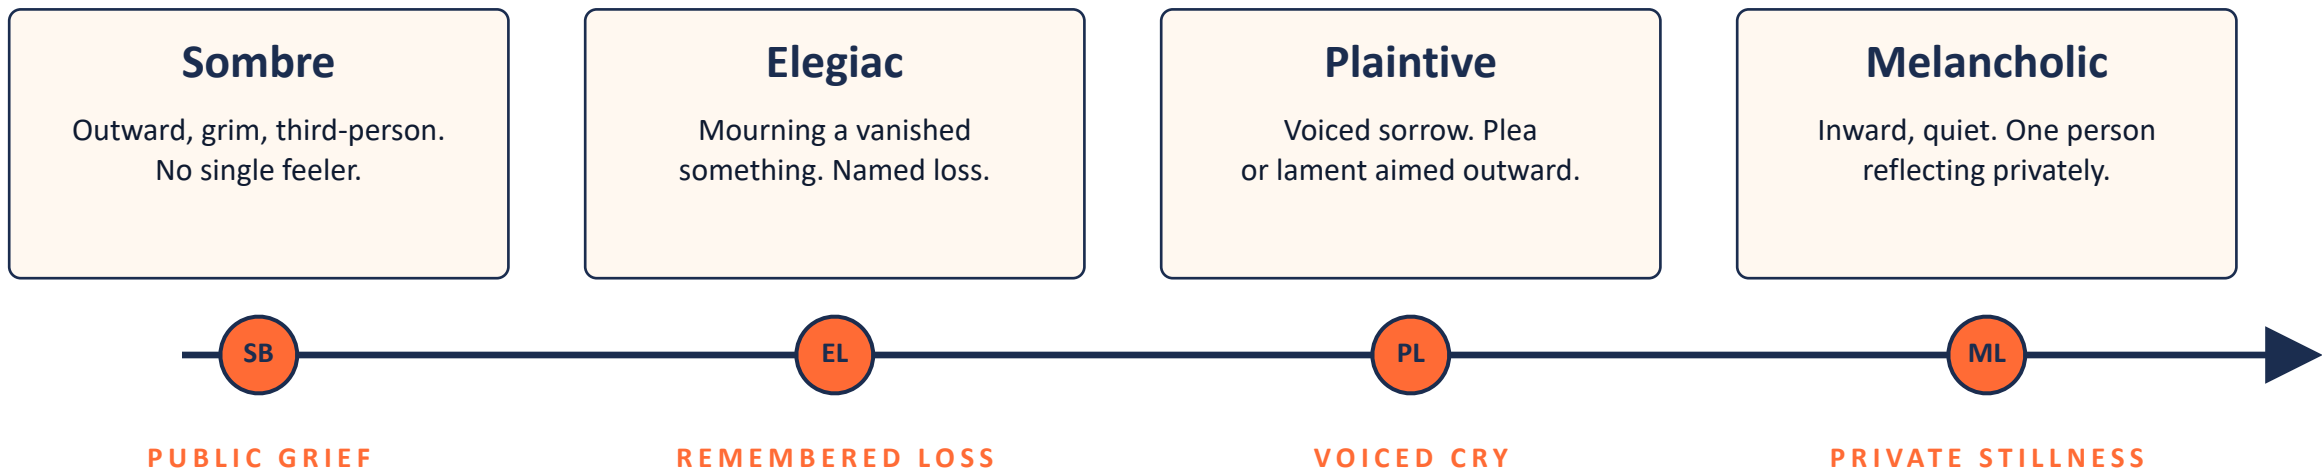 Sombre
Outward, grim, third-person.
No single feeler.
Elegiac
Mourning a vanished
something. Named loss.
Plaintive
Voiced sorrow. Plea
or lament aimed outward.
Melancholic
Inward, quiet. One person
reflecting privately.
SB
EL
PL
ML
PUBLIC GRIEF
REMEMBERED LOSS
VOICED CRY
PRIVATE STILLNESS